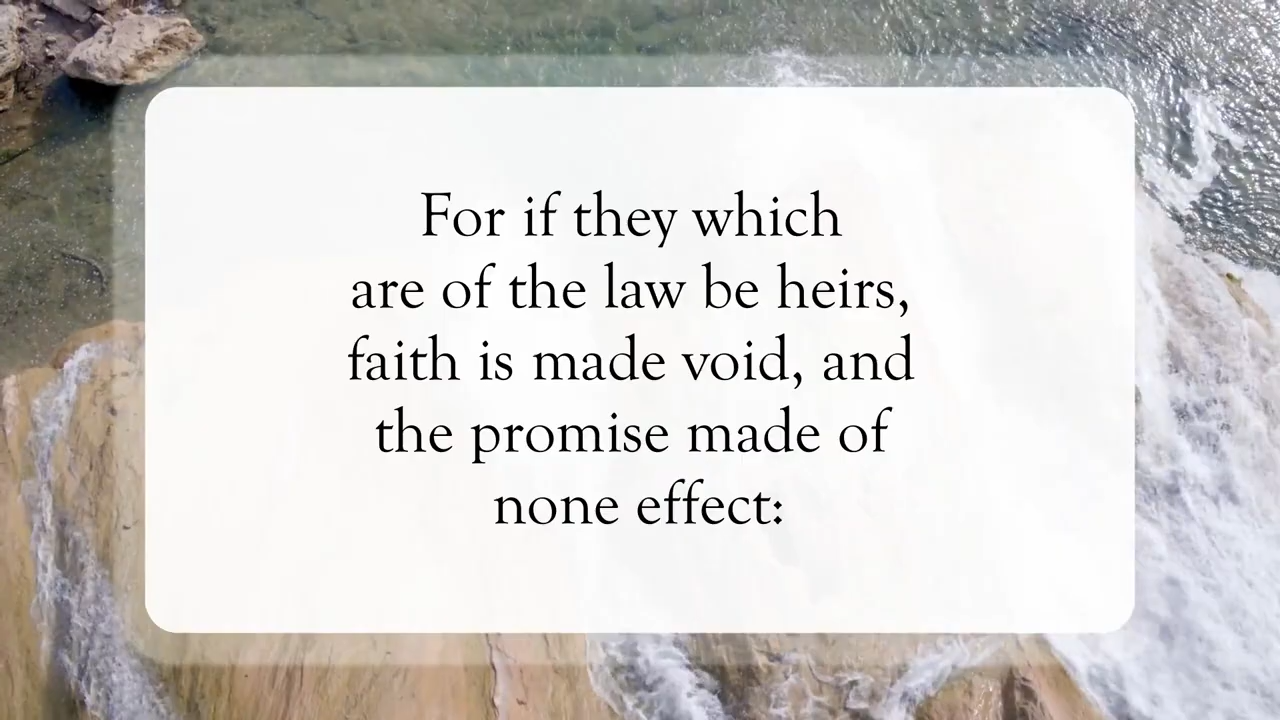 For if they which
are of the law be heirs,
faith is made void, and
the promise made of
none effect: